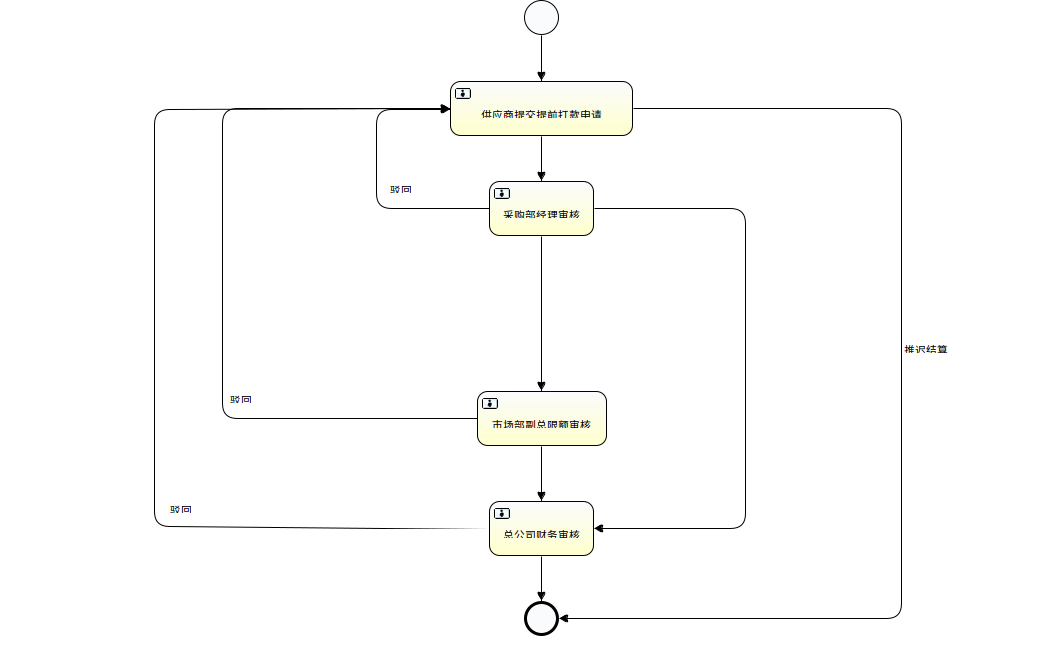 供应商提交提前打款申请
驳回
采购部经理审核
推迟结算
驳回
市场部副总限额审核
驳回
总公司财务审核